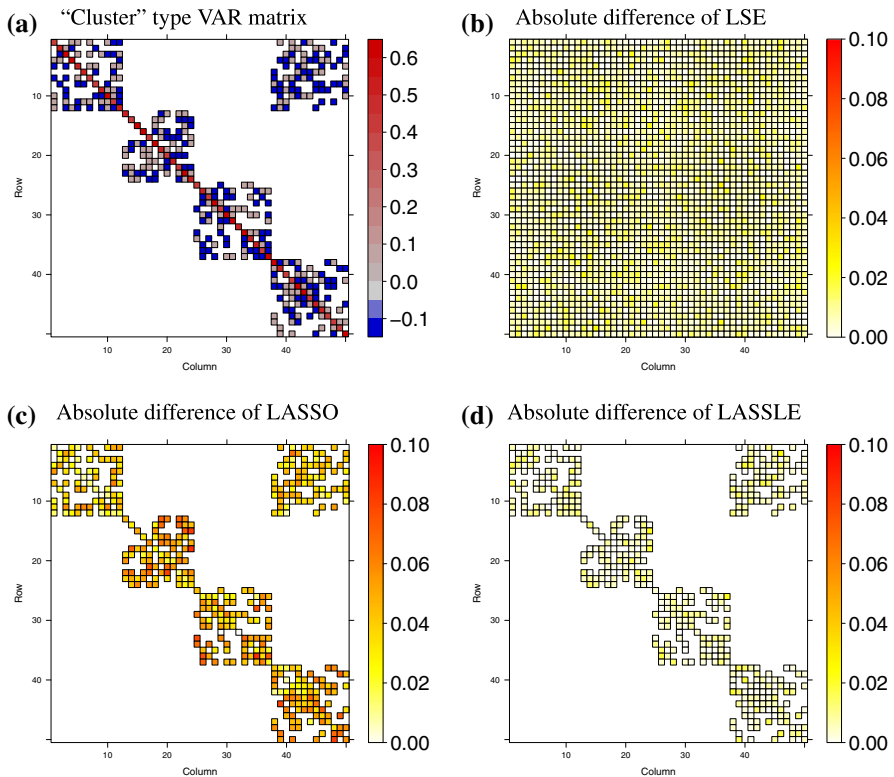 (a) “Cluster” type VAR matrix
10
20
30
40
Row
10 20 30 40
Column
0.6
0.5
0.4
0.3
0.2
0.1
0.0
−0.1
(b) Absolute difference of LSE
10
20
30
40
Row
10 20 30 40
Column
0.10
0.08
0.06
0.04
0.02
0.00
(c) Absolute difference of LASSO
10
20
30
40
Row
10 20 30 40
Column
0.10
0.08
0.06
0.04
0.02
0.00
(d) Absolute difference of LASSLE
10
20
30
40
Row
10 20 30 40
Column
0.10
0.08
0.06
0.04
0.02
0.00